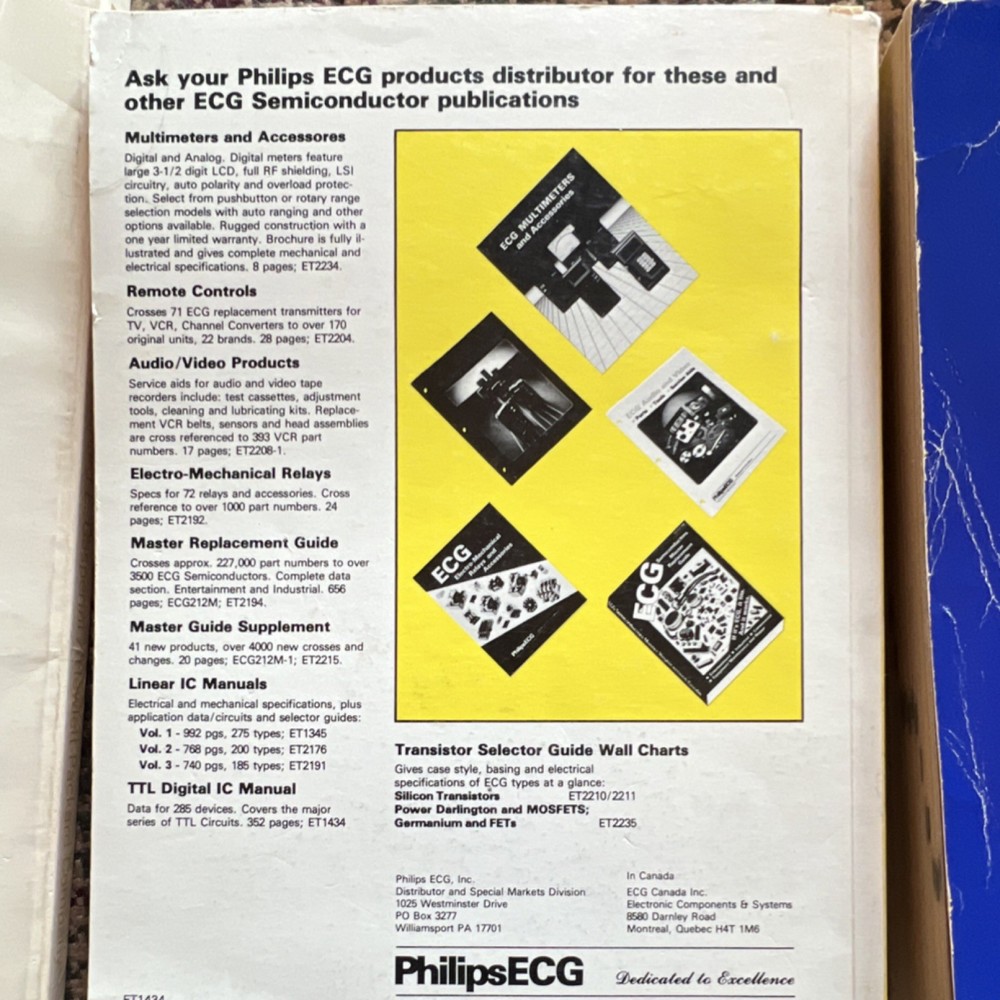 Ask your Philips ECG products distributor for these and
other ECG Semiconductor publications
Multimeters and Accessores
Digital and Analog. Digital meters feature
large 3-1/2 digit LCD, full RF shielding, LSI
circuitry, auto polarity and overload protec-
tion. Select from pushbutton or rotary range
selection models with auto ranging and other
options available. Rugged construction with a
one year limited warranty. Brochure is fully il-
lustrated and gives complete mechanical and
electrical specifications. 8 pages; ET2234.
Remote Controls
Crosses 71 ECG replacement transmitters for
TV, VCR, Channel Converters to over 170
original units, 22 brands. 28 pages; ET2204.
Audio/Video Products
Service aids for audio and video tape
recorders include: test cassettes, adjustment
tools, cleaning and lubricating kits. Replace-
ment VCR belts, sensors and head assemblies
are cross referenced to 393 VCR part
numbers. 17 pages; ET2208-1.
Electro-Mechanical Relays
Specs for 72 relays and accessories. Cross
reference to over 1000 part numbers. 24
pages; ET2192.
Master Replacement Guide
Crosses approx. 227,000 part numbers to over
3500 ECG Semiconductors. Complete data
section. Entertainment and Industrial. 656
pages; ECG212M; ET2194.
Master Guide Supplement
41 new products, over 4000 new crosses and
changes. 20 pages; ECG212M-1; ET2215.
Linear IC Manuals
Electrical and mechanical specifications, plus
application data/circuits and selector guides:
Vol. 1 - 992 pgs, 275 types; ET1345
Vol. 2 - 768 pgs, 200 types; ET2176
Vol. 3 - 740 pgs, 185 types; ET2191
TTL Digital IC Manual
Data for 285 devices. Covers the major
series of TTL Circuits. 352 pages; ET1434
ECG MULTIMETERS
and Accessories
ECG Audio and Video
PhilipsECG
ECG
Electro-Mechanical
Relays and
Accessories
PhilipsECG
ECG
Transistor Selector Guide Wall Charts
Gives case style, basing and electrical
specifications of ECG types at a glance:
Silicon Transistors ET2210/2211
Power Darlington and MOSFETS;
Germanium and FETs ET2235
Philips ECG, Inc.
Distributor and Special Markets Division
1025 Westminster Drive
PO Box 3277
Williamsport PA 17701
In Canada
ECG Canada Inc.
Electronic Components & Systems
8580 Darnley Road
Montreal, Quebec H4T 1M6
PhilipsECG Dedicated to Excellence
ET1434